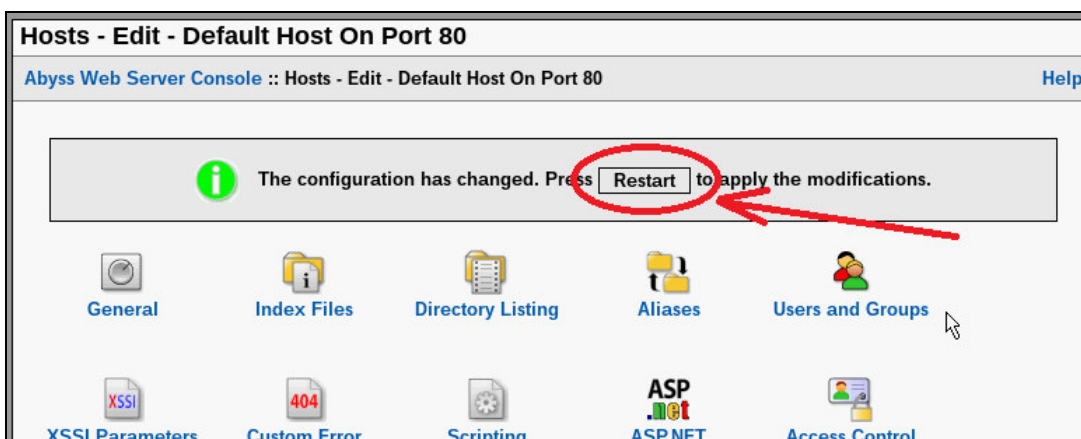 Hosts - Edit - Default Host On Port 80
Abyss Web Server Console :: Hosts - Edit - Default Host On Port 80 Help
The configuration has changed. Press Restart to apply the modifications.
General Index Files Directory Listing Aliases Users and Groups
XSSI 404 ASP .net
XSSI Parameters Custom Error Scripting ASP.NET Access Control